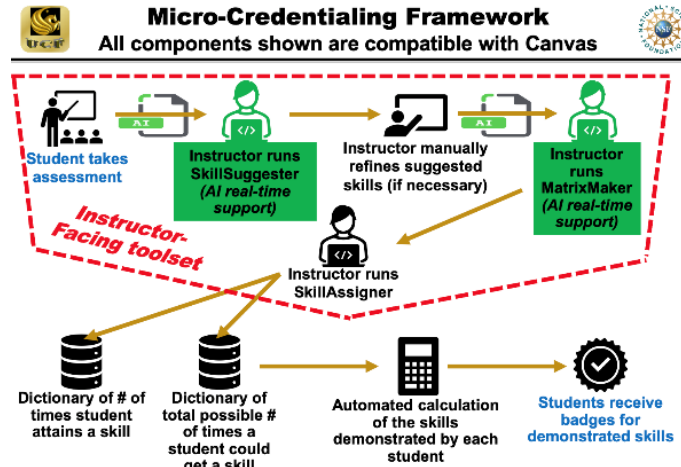 Micro-Credentialing Framework
All components shown are compatible with Canvas
UCF
NSF
AI
AI
</>
</>
Student takes
assessment
Instructor runs
SkillSuggester
(AI real-time
support)
Instructor manually
refines suggested
skills (if necessary)
Instructor
runs
MatrixMaker
(AI real-time
support)
Instructor-
Facing toolset
</>
Instructor runs
SkillAssigner
Dictionary of # of
times student
attains a skill
Dictionary of
total possible #
of times a
student could
get a skill
Automated calculation
of the skills
demonstrated by each
student
Students receive
badges for
demonstrated skills